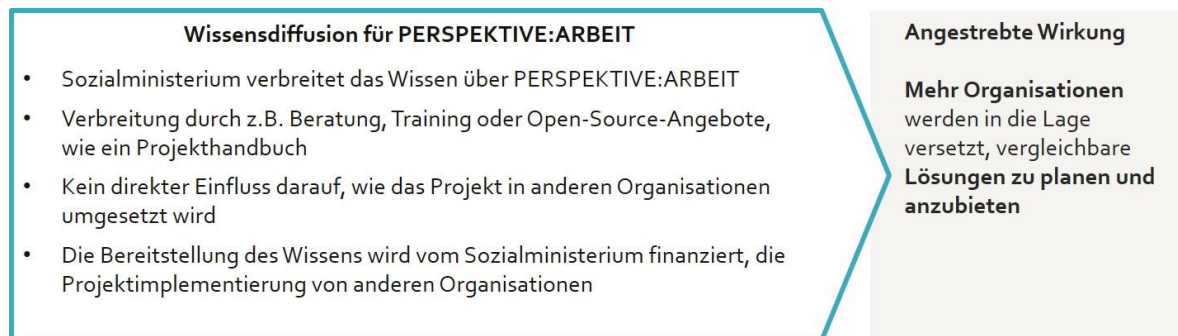 Wissensdiffusion für PERSPEKTIVE:ARBEIT
• Sozialministerium verbreitet das Wissen über PERSPEKTIVE:ARBEIT
• Verbreitung durch z.B. Beratung, Training oder Open-Source-Angebote,
wie ein Projekthandbuch
• Kein direkter Einfluss darauf, wie das Projekt in anderen Organisationen
umgesetzt wird
• Die Bereitstellung des Wissens wird vom Sozialministerium finanziert, die
Projektimplementierung von anderen Organisationen
Angestrebte Wirkung
Mehr Organisationen
werden in die Lage
versetzt, vergleichbare
Lösungen zu planen und
anzubieten